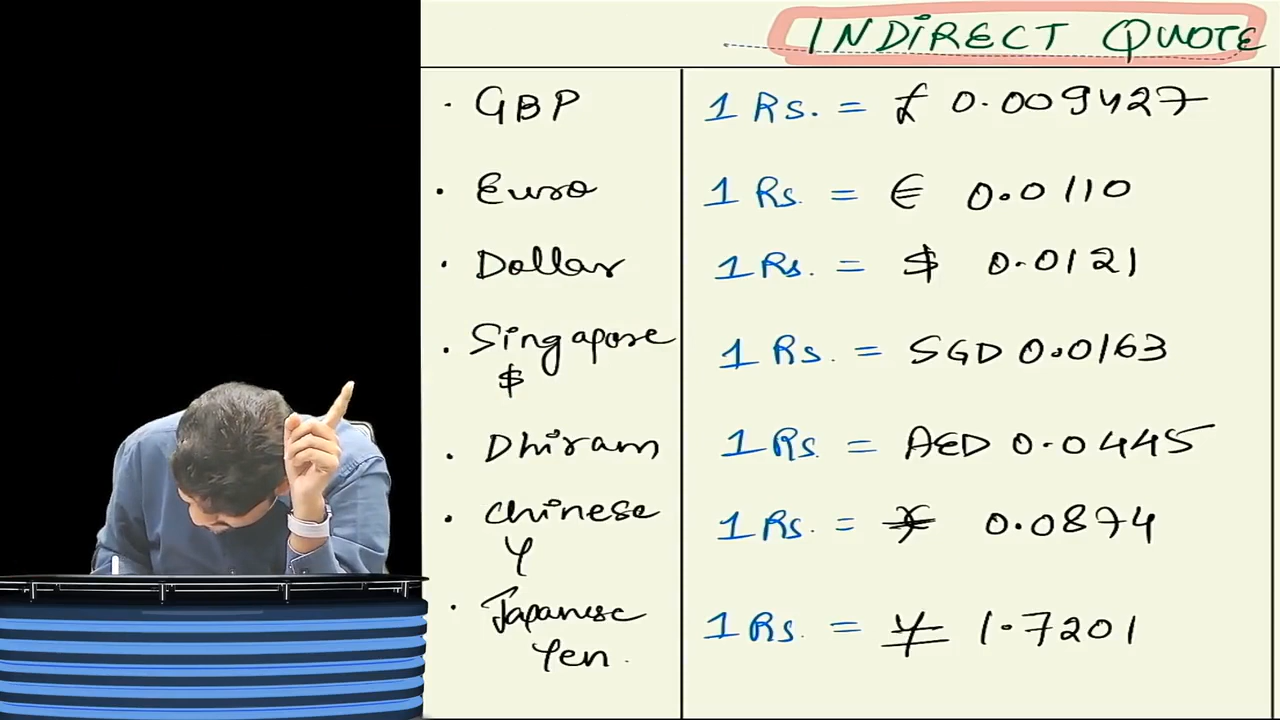 INDIRECT QUOTE
· GBP 1 Rs. = £ 0.009427
· Euro 1 Rs. = € 0.0110
· Dollar 1 Rs. = $ 0.0121
· Singapore 1 Rs. = SGD 0.0163
$
· Dhiram 1 Rs. = AED 0.0445
· Chinese 1 Rs. = ¥ 0.0874
Y
· Japanese 1 Rs. = ¥ 1.7201
Yen.